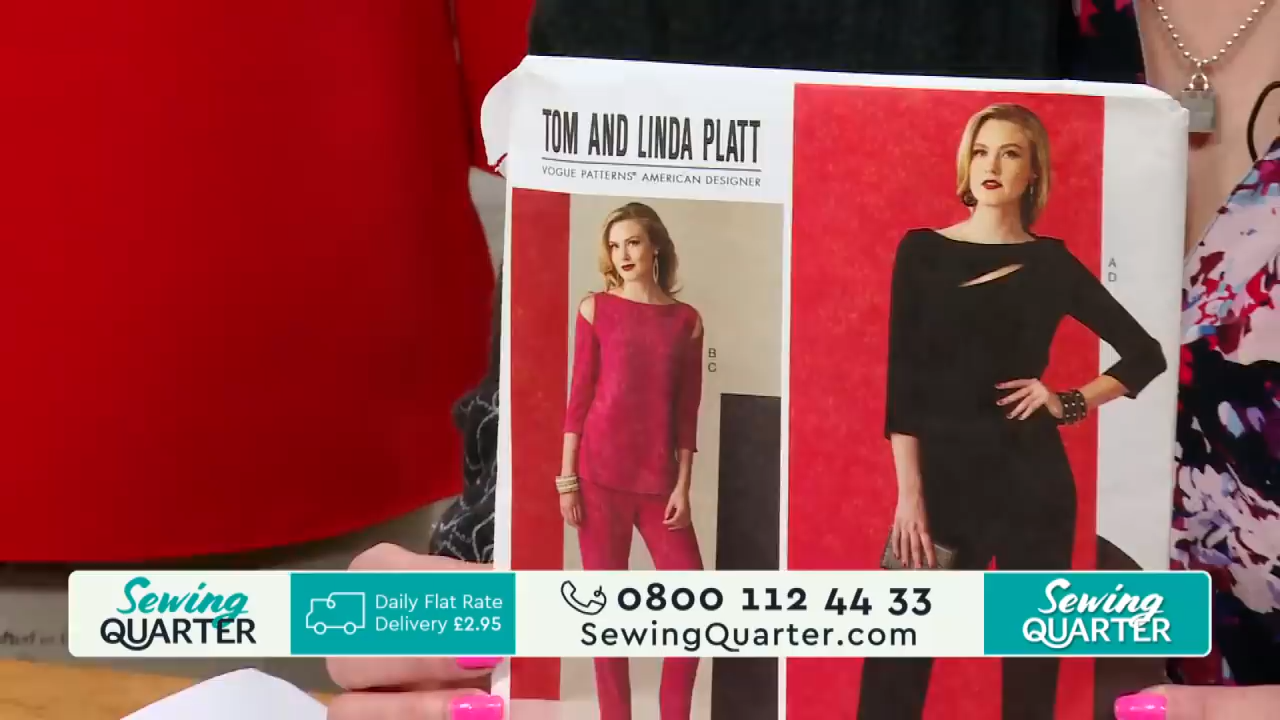 TOM AND LINDA PLATT
VOGUE PATTERNS® AMERICAN DESIGNER
B
C
A
D
Sewing
QUARTER
Daily Flat Rate
Delivery £2.95
0800 112 44 33
SewingQuarter.com
Sewing
QUARTER